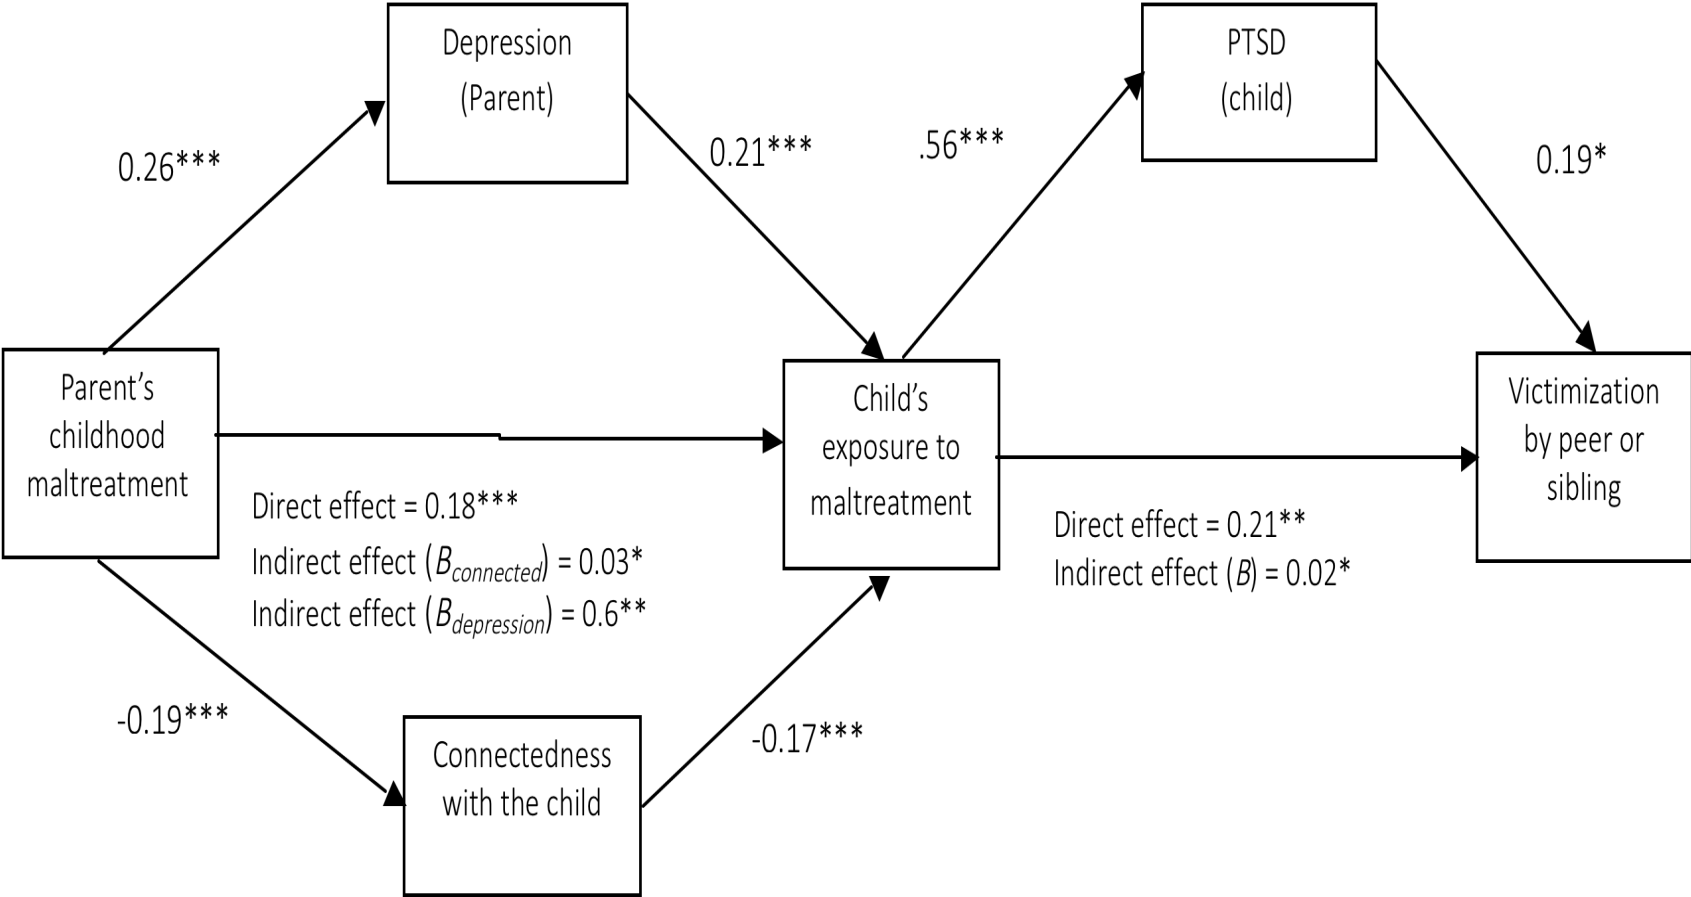 Depression
(Parent)
PTSD
(child)
0.26***
0.21***
.56***
0.19*
Parent’s
childhood
maltreatment
Child’s
exposure to
maltreatment
Victimization
by peer or
sibling
Direct effect = 0.18***
Indirect effect (Bconnected) = 0.03*
Indirect effect (Bdepression) = 0.6**
Direct effect = 0.21**
Indirect effect (B) = 0.02*
-0.19***
-0.17***
Connectedness
with the child